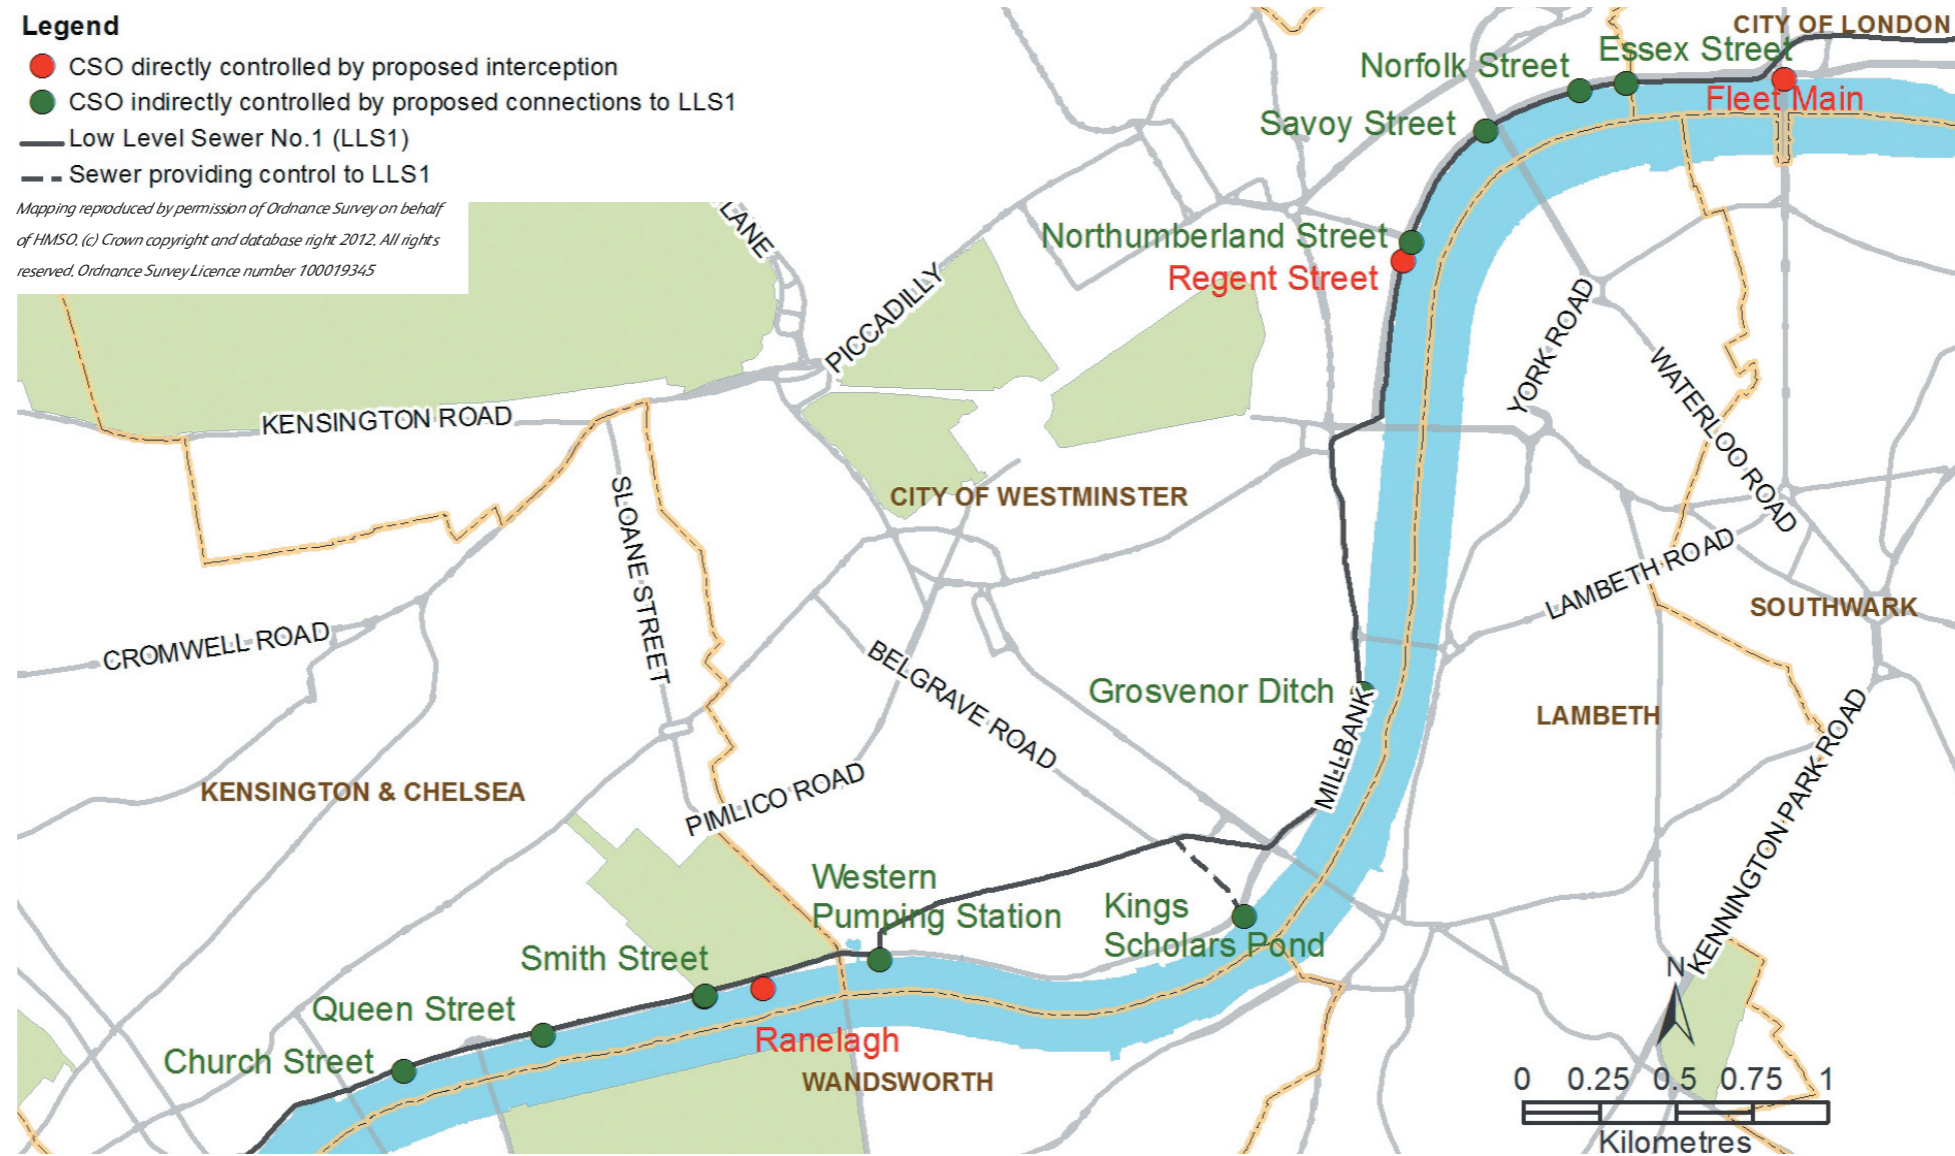 Legend
CSO directly controlled by proposed interception
CSO indirectly controlled by proposed connections to LLS1
Low Level Sewer No.1 (LLS1)
Sewer providing control to LLS1
Mapping reproduced by permission of Ordnance Survey on behalf
of HMSO. (c) Crown copyright and database right 2012. All rights
reserved. Ordnance Survey Licence number 100019345
CITY OF LONDON
Essex Street
Norfolk Street
Fleet Main
Savoy Street
LANE
Northumberland Street
Regent Street
PICCADILLY
YORK ROAD
WATERLOO ROAD
KENSINGTON ROAD
CITY OF WESTMINSTER
SLOANE STREET
LAMBETH ROAD
SOUTHWARK
CROMWELL ROAD
BELGRAVE ROAD
Grosvenor Ditch
MILLBANK
LAMBETH
KENNINGTON PARK ROAD
KENSINGTON & CHELSEA
PIMLICO ROAD
Western
Pumping Station
Kings
Scholars Pond
Smith Street
Queen Street
Ranelagh
Church Street
WANDSWORTH
N
0 0.25 0.5 0.75 1
Kilometres